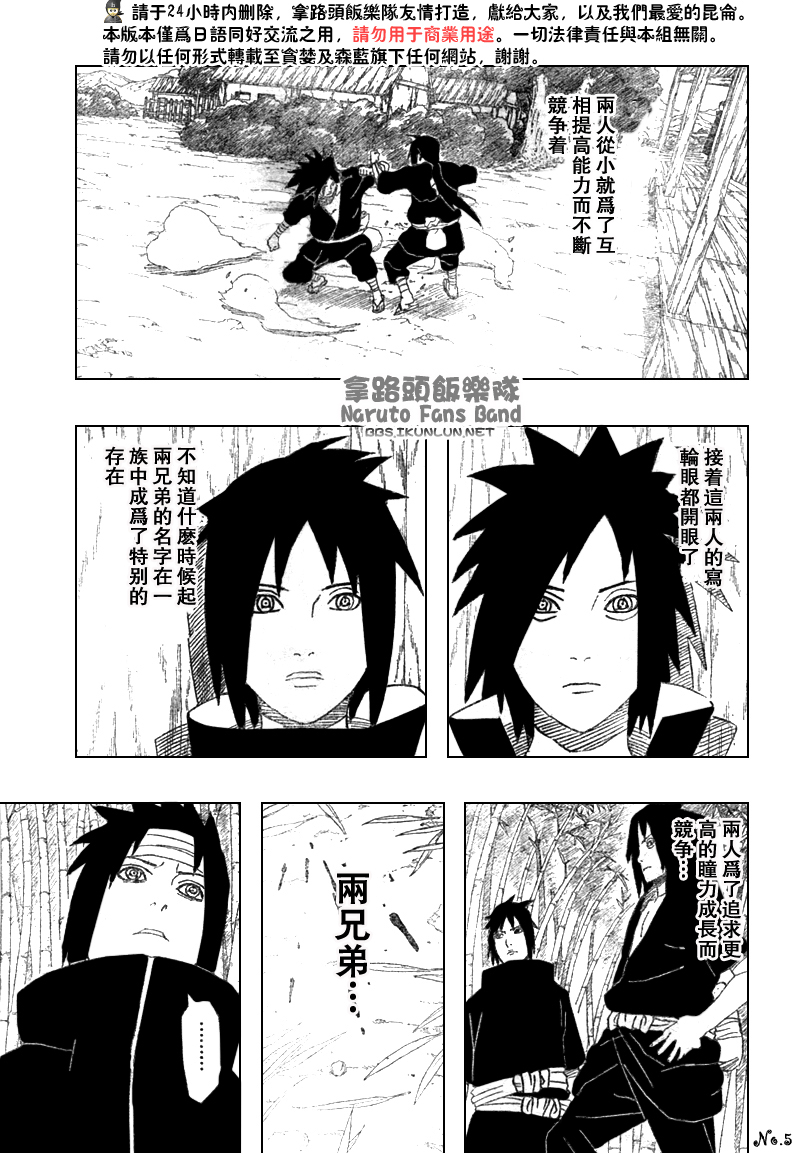 請于24小時内删除，拿路頭飯樂隊友情打造，獻給大家，以及我們最愛的昆侖。
本版本僅爲日語同好交流之用，請勿用于商業用途。一切法律責任與本組無關。
請勿以任何形式轉載至貪婪及森藍旗下任何網站，謝謝。
兩人從小就爲了互
相提高能力而不斷
競争着
拿路頭飯樂隊
Naruto Fans Band
BBS.IKUNLUN.NET
接着這兩人的寫
輪眼都開眼了
不知道什麽時候起
兩兄弟的名字在一
族中成爲了特别的
存在
兩人爲了追求更
高的瞳力成長而
競争…
兩兄弟…
………
No.5